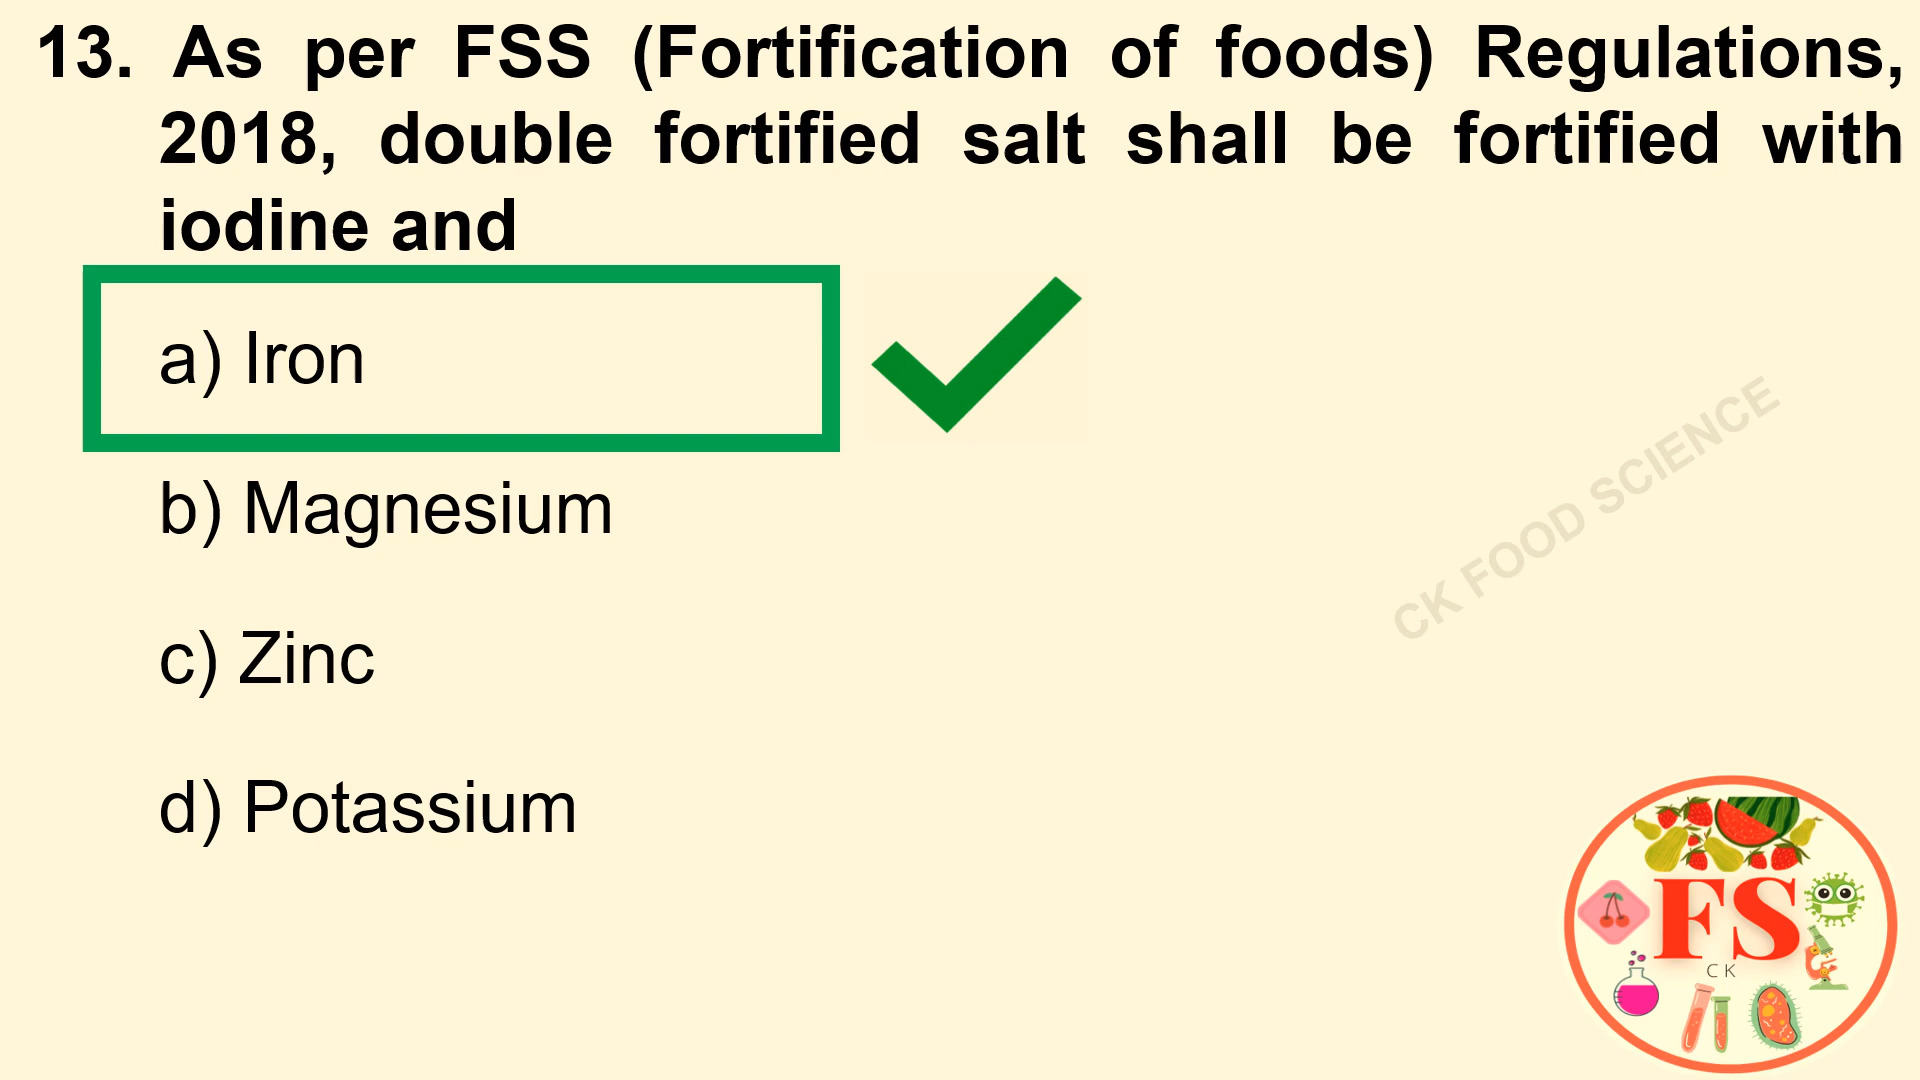 13. As per FSS (Fortification of foods) Regulations,
2018, double fortified salt shall be fortified with
iodine and
a) Iron
b) Magnesium
c) Zinc
d) Potassium
CK FOOD SCIENCE
FS
CK